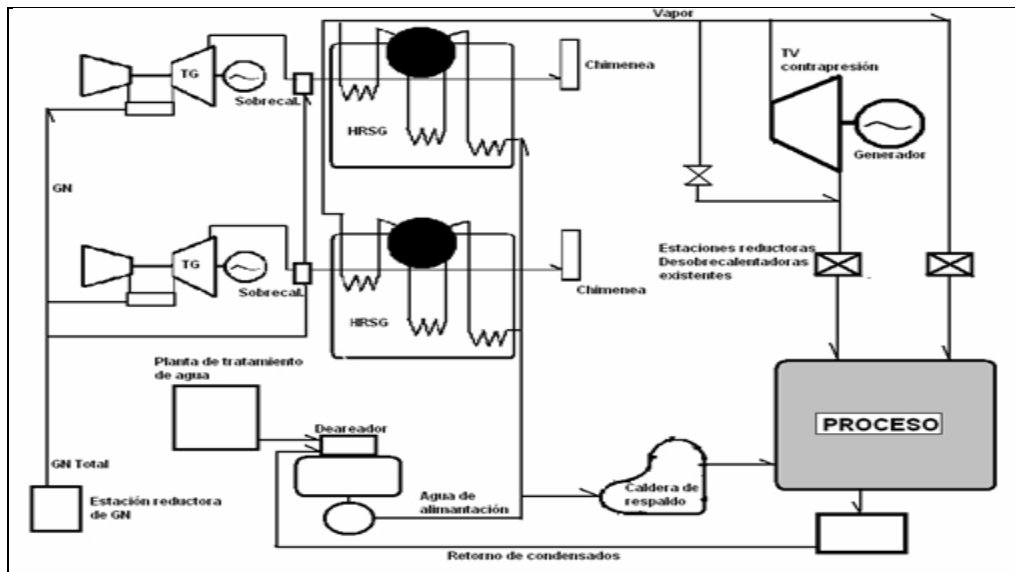 Vapor
TV
contrapresión
TG
Sobrecal.
Chimenea
HRSG
Generador
GN
TG
Sobrecal.
Chimenea
HRSG
Estaciones reductoras
Desobrecalentadoras
existentes
Planta de tratamiento
de agua
Deareador
PROCESO
GN Total
Estación reductora
de GN
Agua de
alimantación
Caldera de
respaldo
Retorno de condensados